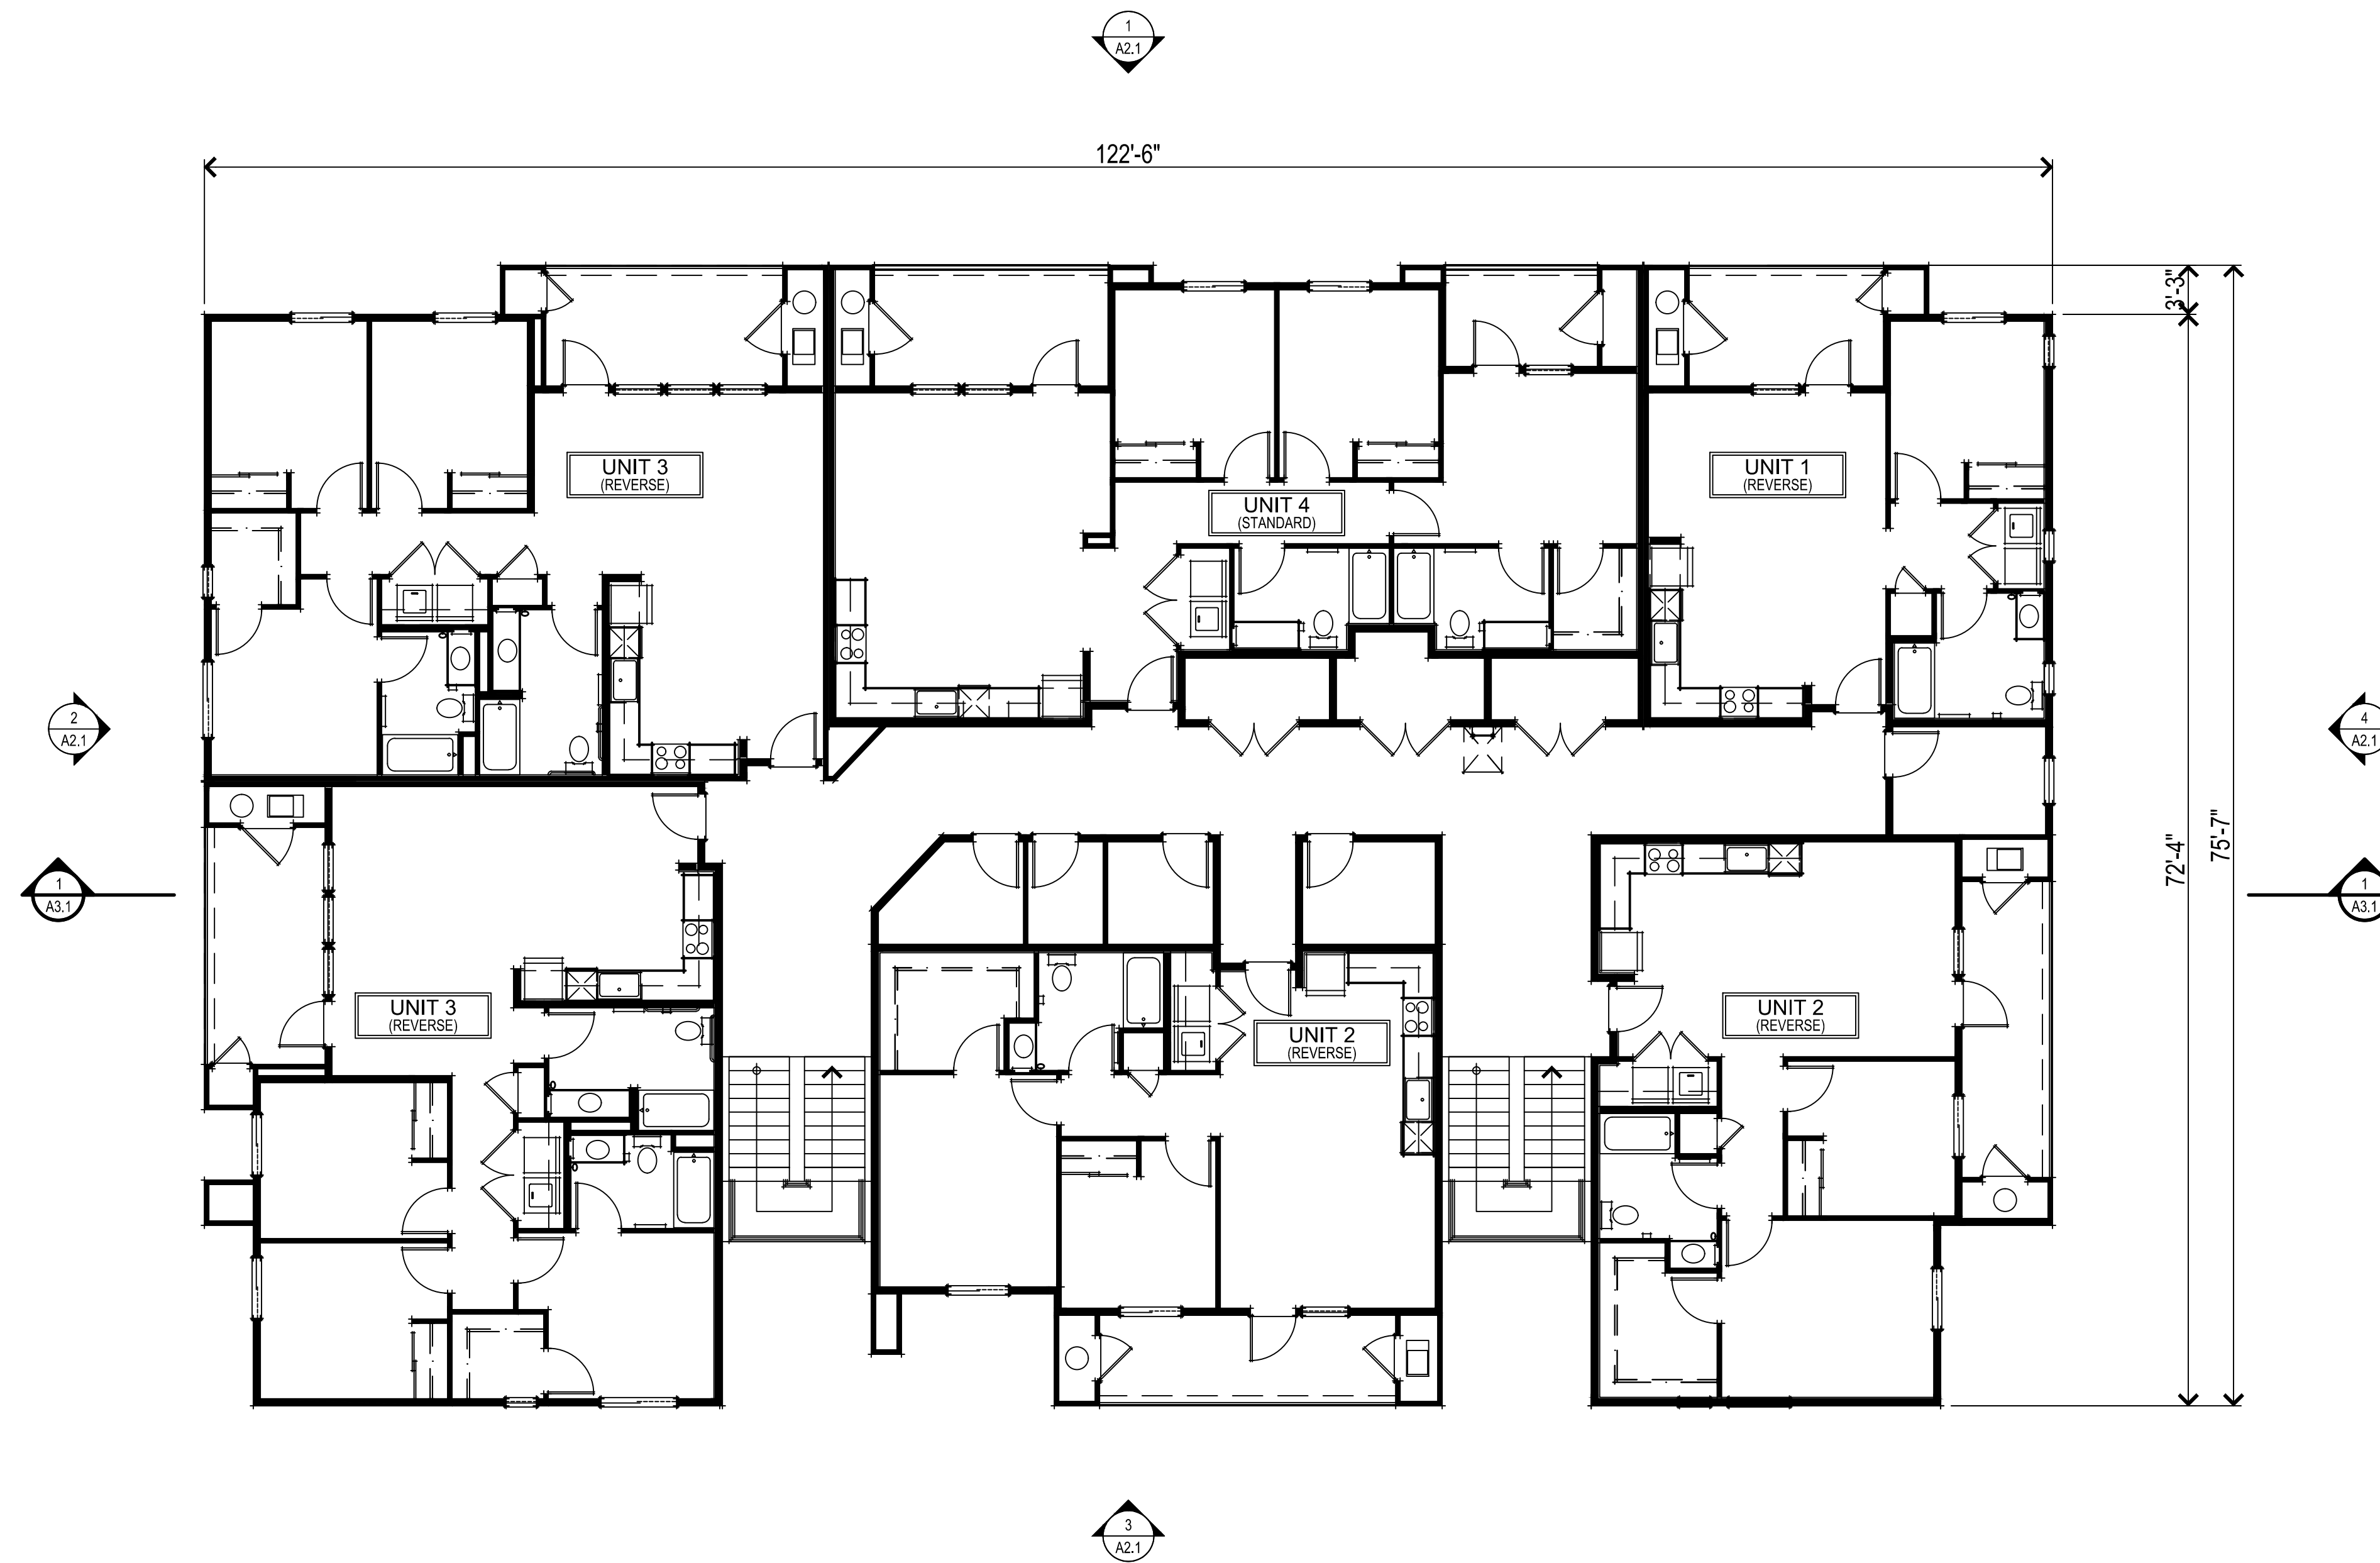 1
A2.1
122'-6"
3'-3"
UNIT 3
(REVERSE)
UNIT 1
(REVERSE)
UNIT 4
(STANDARD)
2
A2.1
4
A2.1
72'-4"
75'-7"
1
A3.1
1
A3.1
UNIT 3
(REVERSE)
UNIT 2
(REVERSE)
UNIT 2
(REVERSE)
3
A2.1